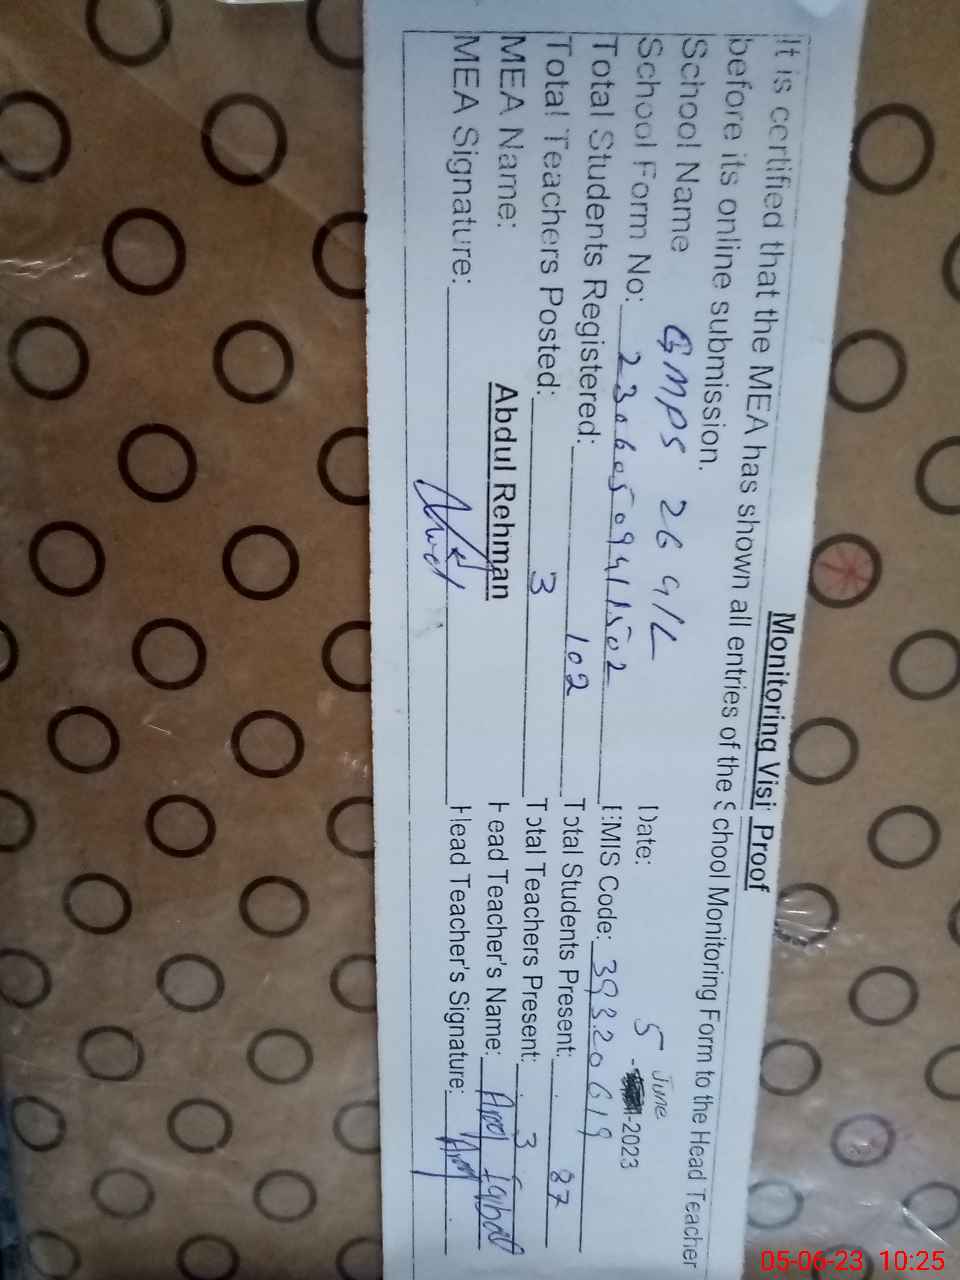 Monitoring Visi Proof
It is certified that the MEA has shown all entries of the School Monitoring Form to the Head Teacher
before its online submission.
School Name GMPS 26 G/L Date: 5 June -2023
School Form No: 23060509411502 EMIS Code: 39320619
Total Students Registered: 102 Total Students Present: 87
Total Teachers Posted: 3 Total Teachers Present: 3
MEA Name: Abdul Rehman Head Teacher's Name: Iqbal
MEA Signature: Head Teacher's Signature:
05-06-23 10:25